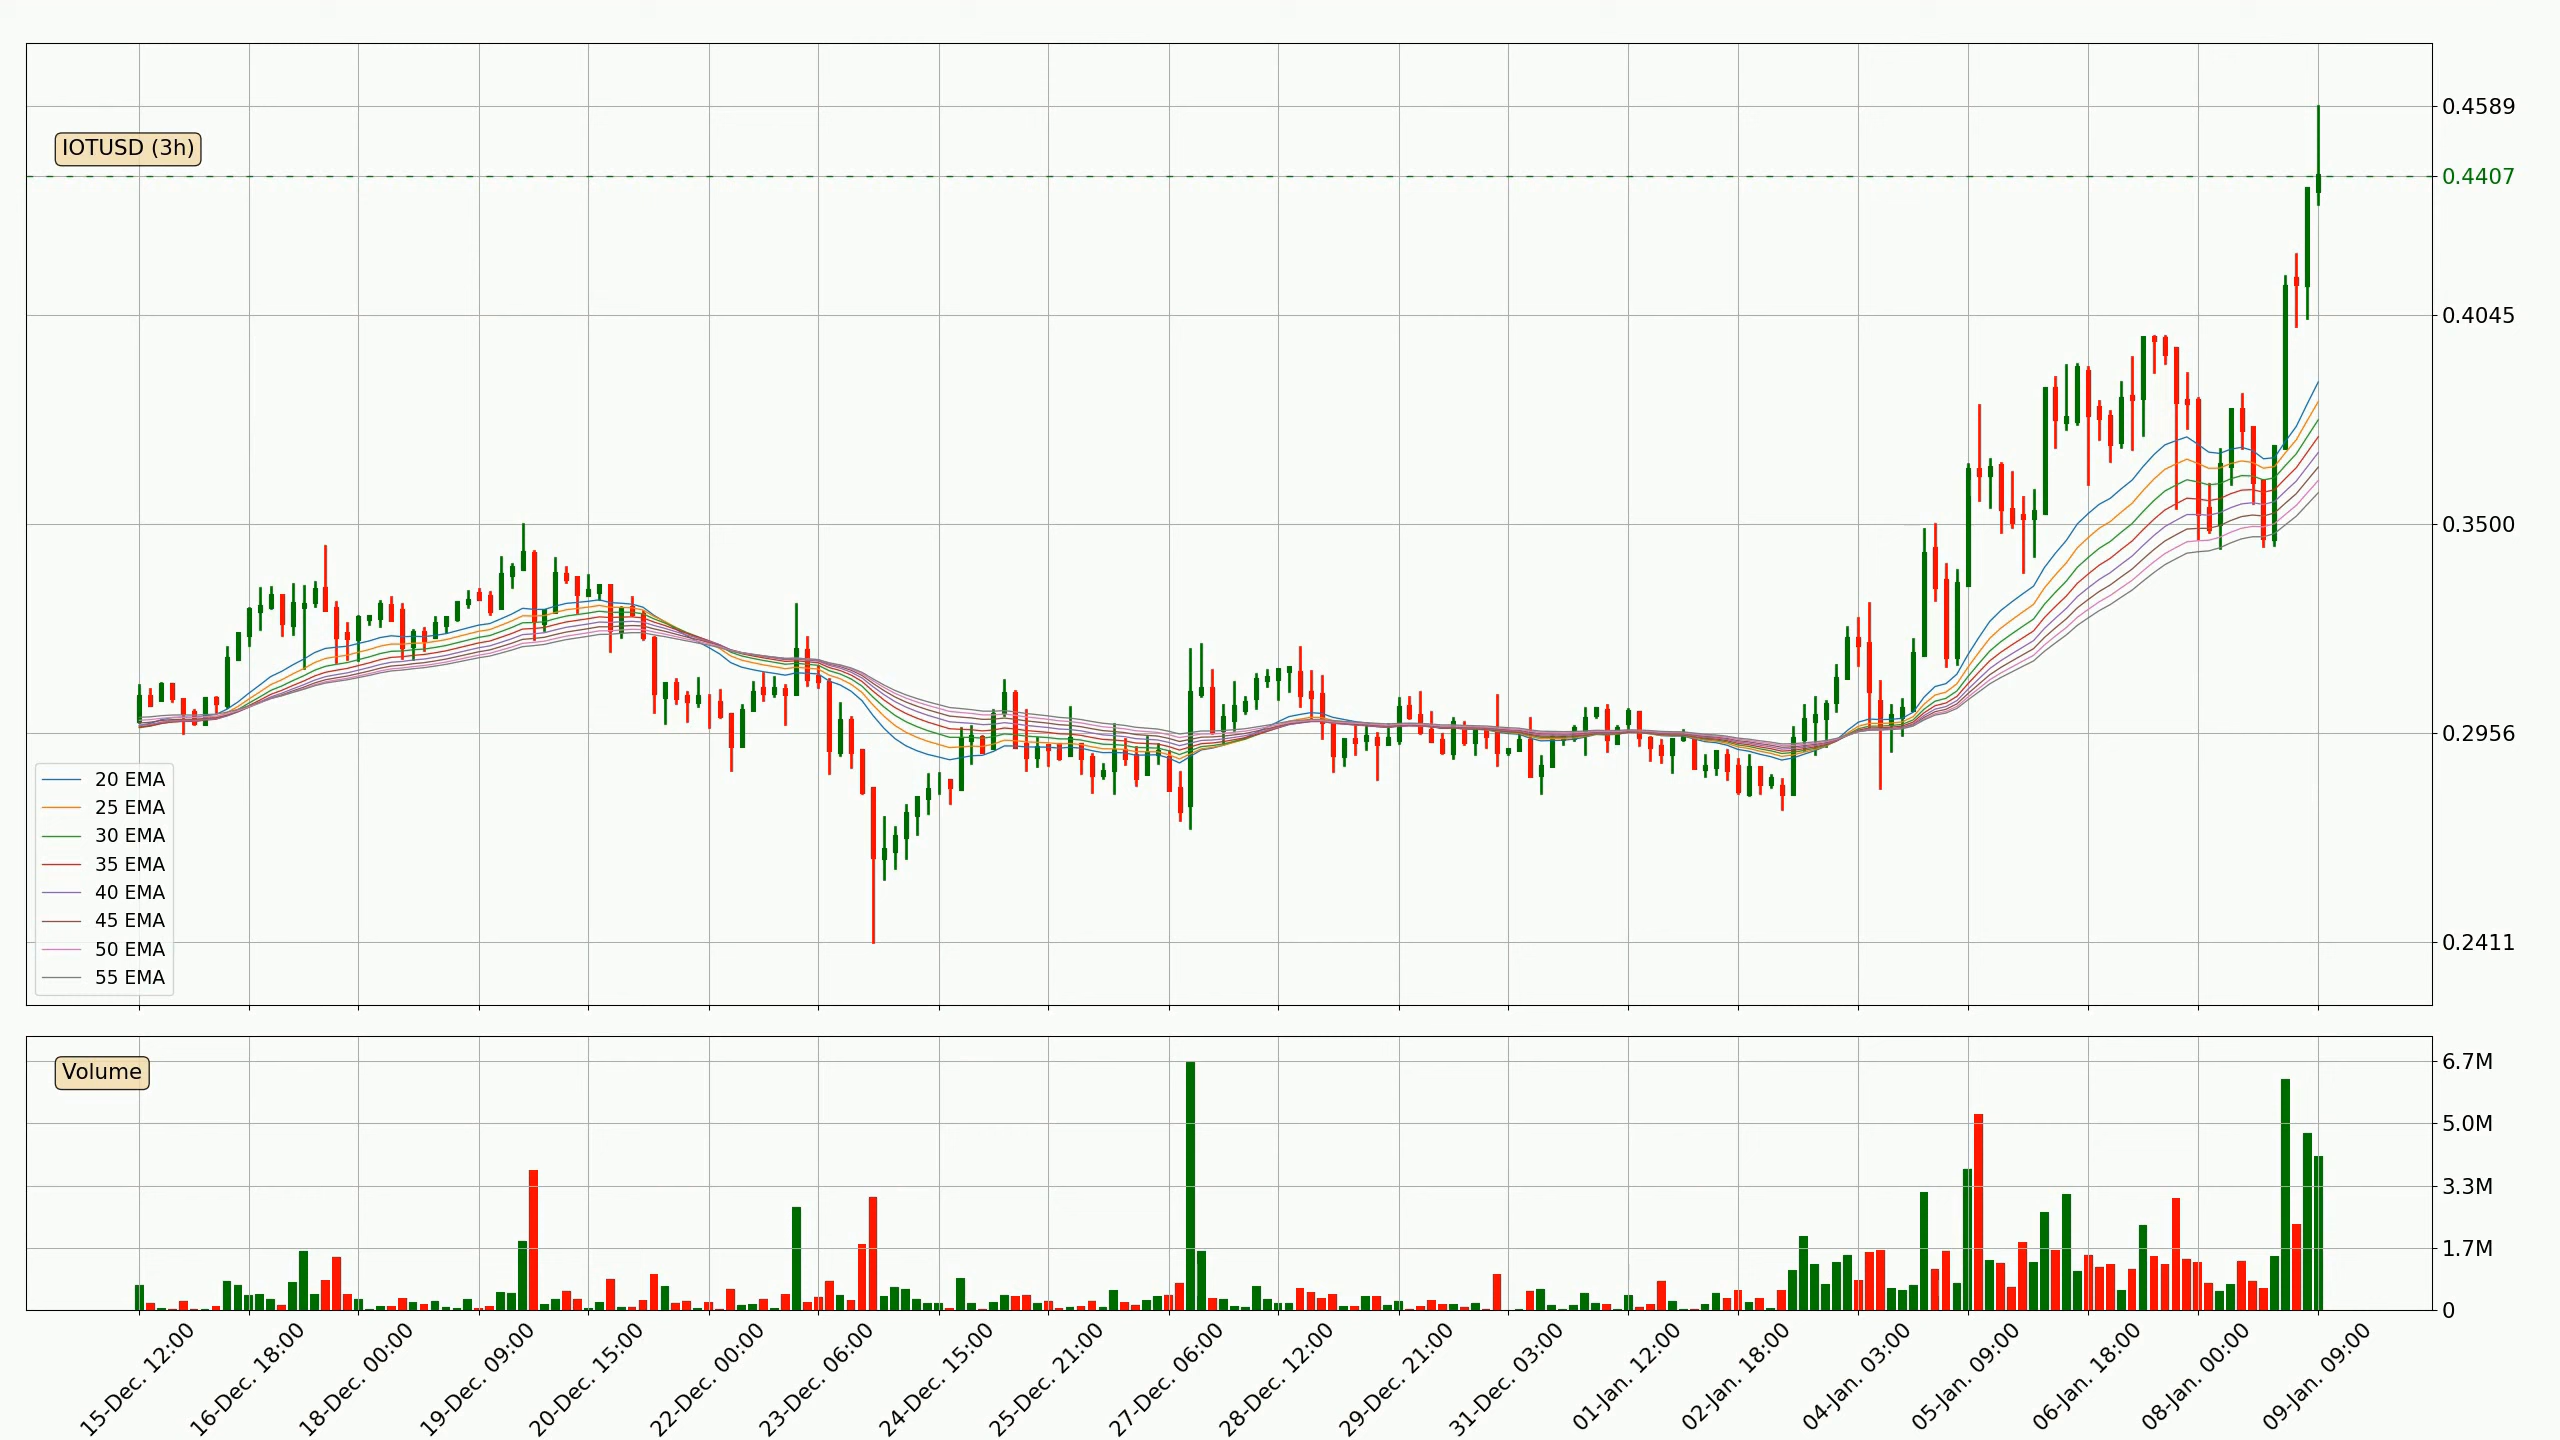 IOTUSD (3h)
0.4589
0.4407
0.4045
0.3500
0.2956
0.2411
20 EMA
25 EMA
30 EMA
35 EMA
40 EMA
45 EMA
50 EMA
55 EMA
Volume
6.7M
5.0M
3.3M
1.7M
0
15-Dec. 12:00
16-Dec. 18:00
18-Dec. 00:00
19-Dec. 09:00
20-Dec. 15:00
22-Dec. 00:00
23-Dec. 06:00
24-Dec. 15:00
25-Dec. 21:00
27-Dec. 06:00
28-Dec. 12:00
29-Dec. 21:00
31-Dec. 03:00
01-Jan. 12:00
02-Jan. 18:00
04-Jan. 03:00
05-Jan. 09:00
06-Jan. 18:00
08-Jan. 00:00
09-Jan. 09:00